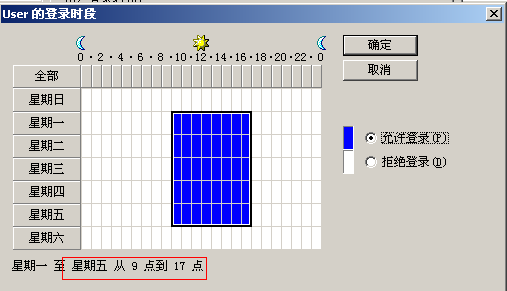 User 的登录时段
0 · 2 · 4 · 6 · 8 · 10 · 12 · 14 · 16 · 18 · 20 · 22 · 0
确定
全部
取消
星期日
星期一
允许登录(P)
星期二
拒绝登录(D)
星期三
星期四
星期五
星期六
星期一 至 星期五 从 9 点到 17 点